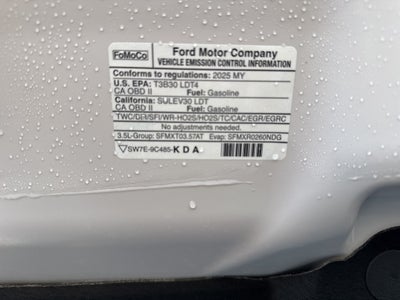 FoMoCo
Ford Motor Company
VEHICLE EMISSION CONTROL INFORMATION
Conforms to regulations: 2025 MY
U.S. EPA: T3B30 LDT4
CA OBD II Fuel: Gasoline
California: SULEV30 LDT
CA OBD II Fuel: Gasoline
TWC/DFI/SFI/WR-HO2S/HO2S/TC/CAC/EGR/EGRC
No adjustments needed.
3.5L-Group: SFMXT03.57AT Evap: SFMXR0260NDG
SW7E-9C485-KDA